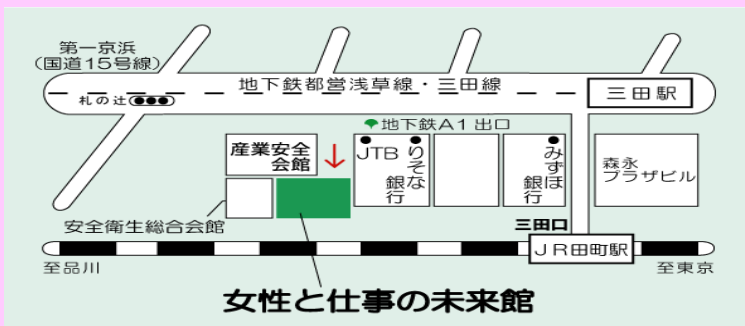 第一京浜
(国道15号線)
地下鉄都営浅草線・三田線
三田駅
札の辻
地下鉄A1出口
産業安全
会館
JTB
りそな
銀行
みずほ
銀行
森永
プラザビル
安全衛生総合会館
三田口
JR田町駅
至品川
至東京
女性と仕事の未来館